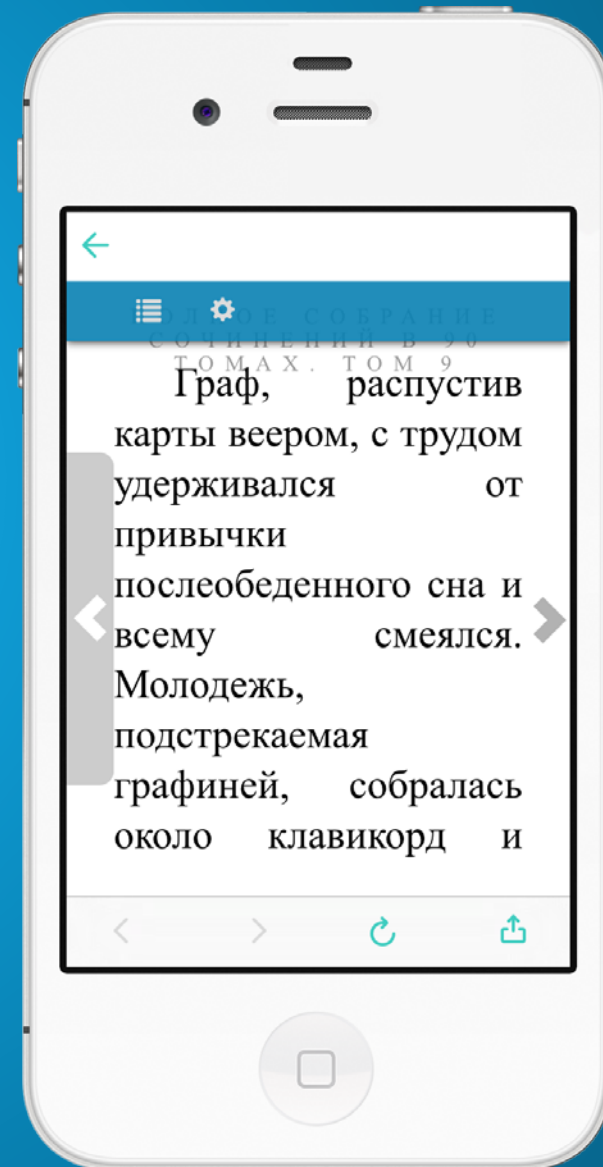 ПОЛНОЕ СОБРАНИЕ
СОЧИНЕНИЙ В 90
ТОМАХ. ТОМ 9
Граф, распустив
карты веером, с трудом
удерживался от
привычки
послеобеденного сна и
всему смеялся.
Молодежь,
подстрекаемая
графиней, собралась
около клавикорд и